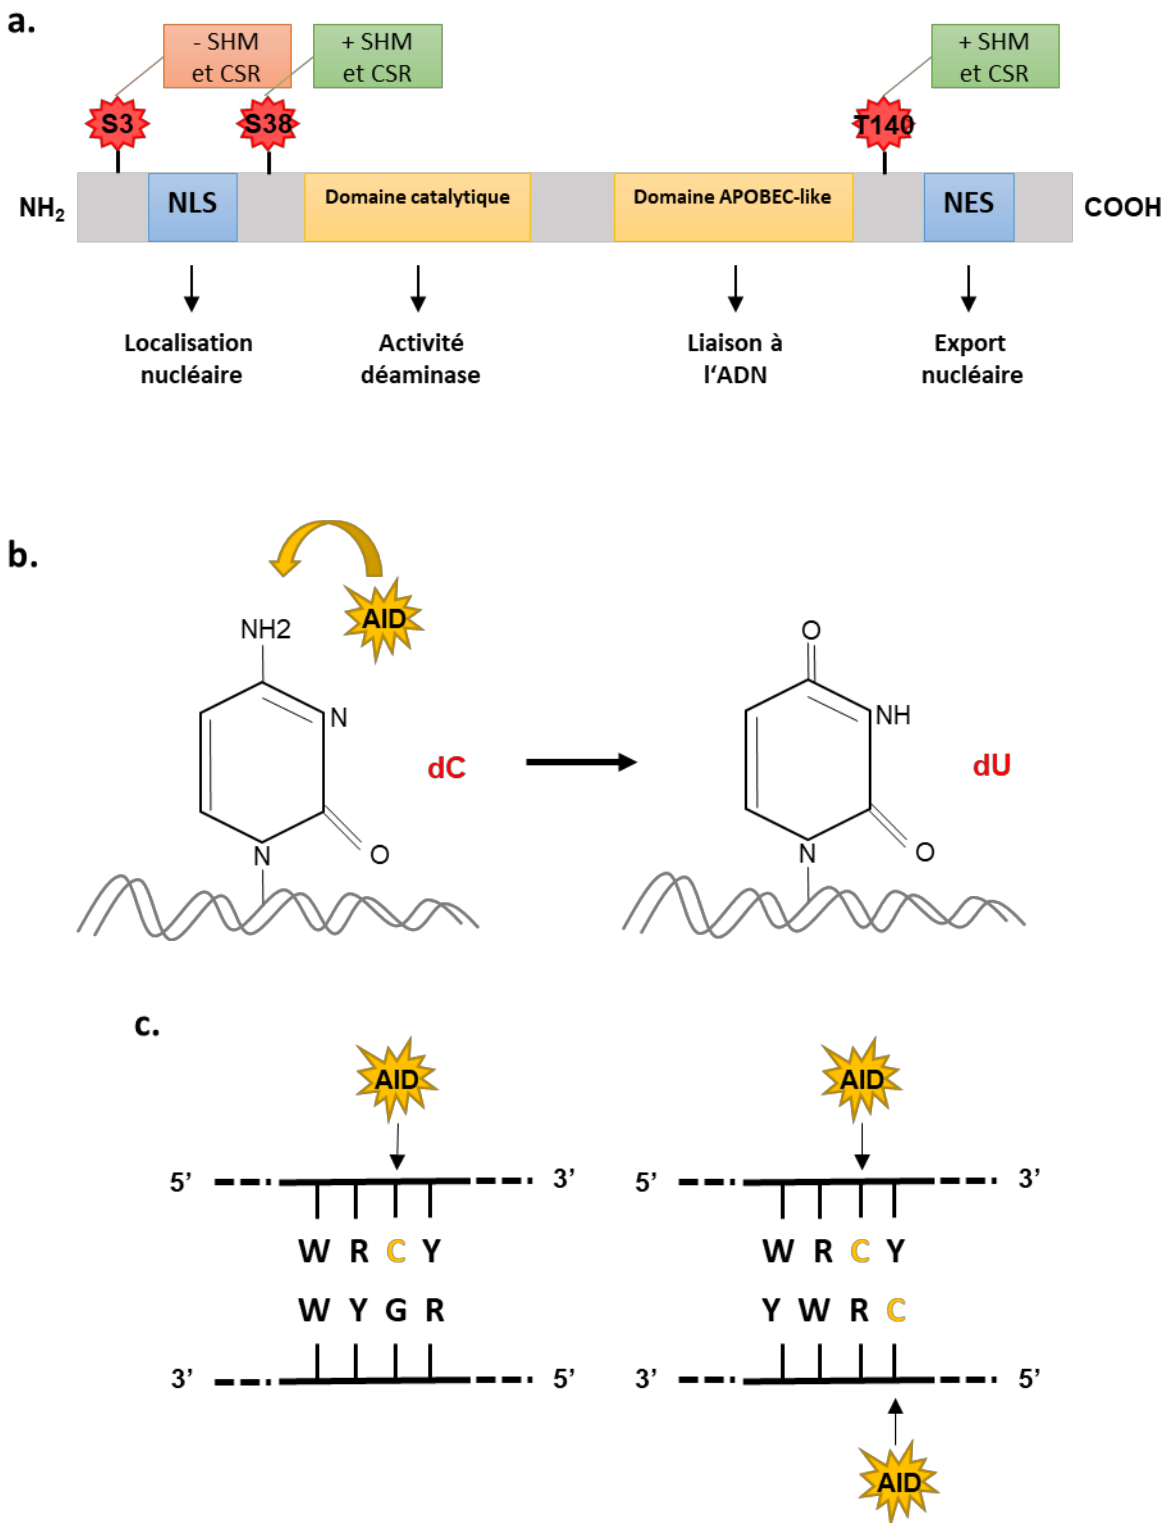 a.
- SHM
et CSR
+ SHM
et CSR
+ SHM
et CSR
S3
S38
T140
NH2
NLS
Domaine catalytique
Domaine APOBEC-like
NES
COOH
Localisation
nucléaire
Activité
déaminase
Liaison à
l‘ADN
Export
nucléaire
b.
AID
NH2
N
dC
N
O
O
NH
dU
N
O
c.
AID
AID
5’
3’
5’
3’
W R C Y
W R C Y
W Y G R
Y W R C
3’
5’
3’
5’
AID